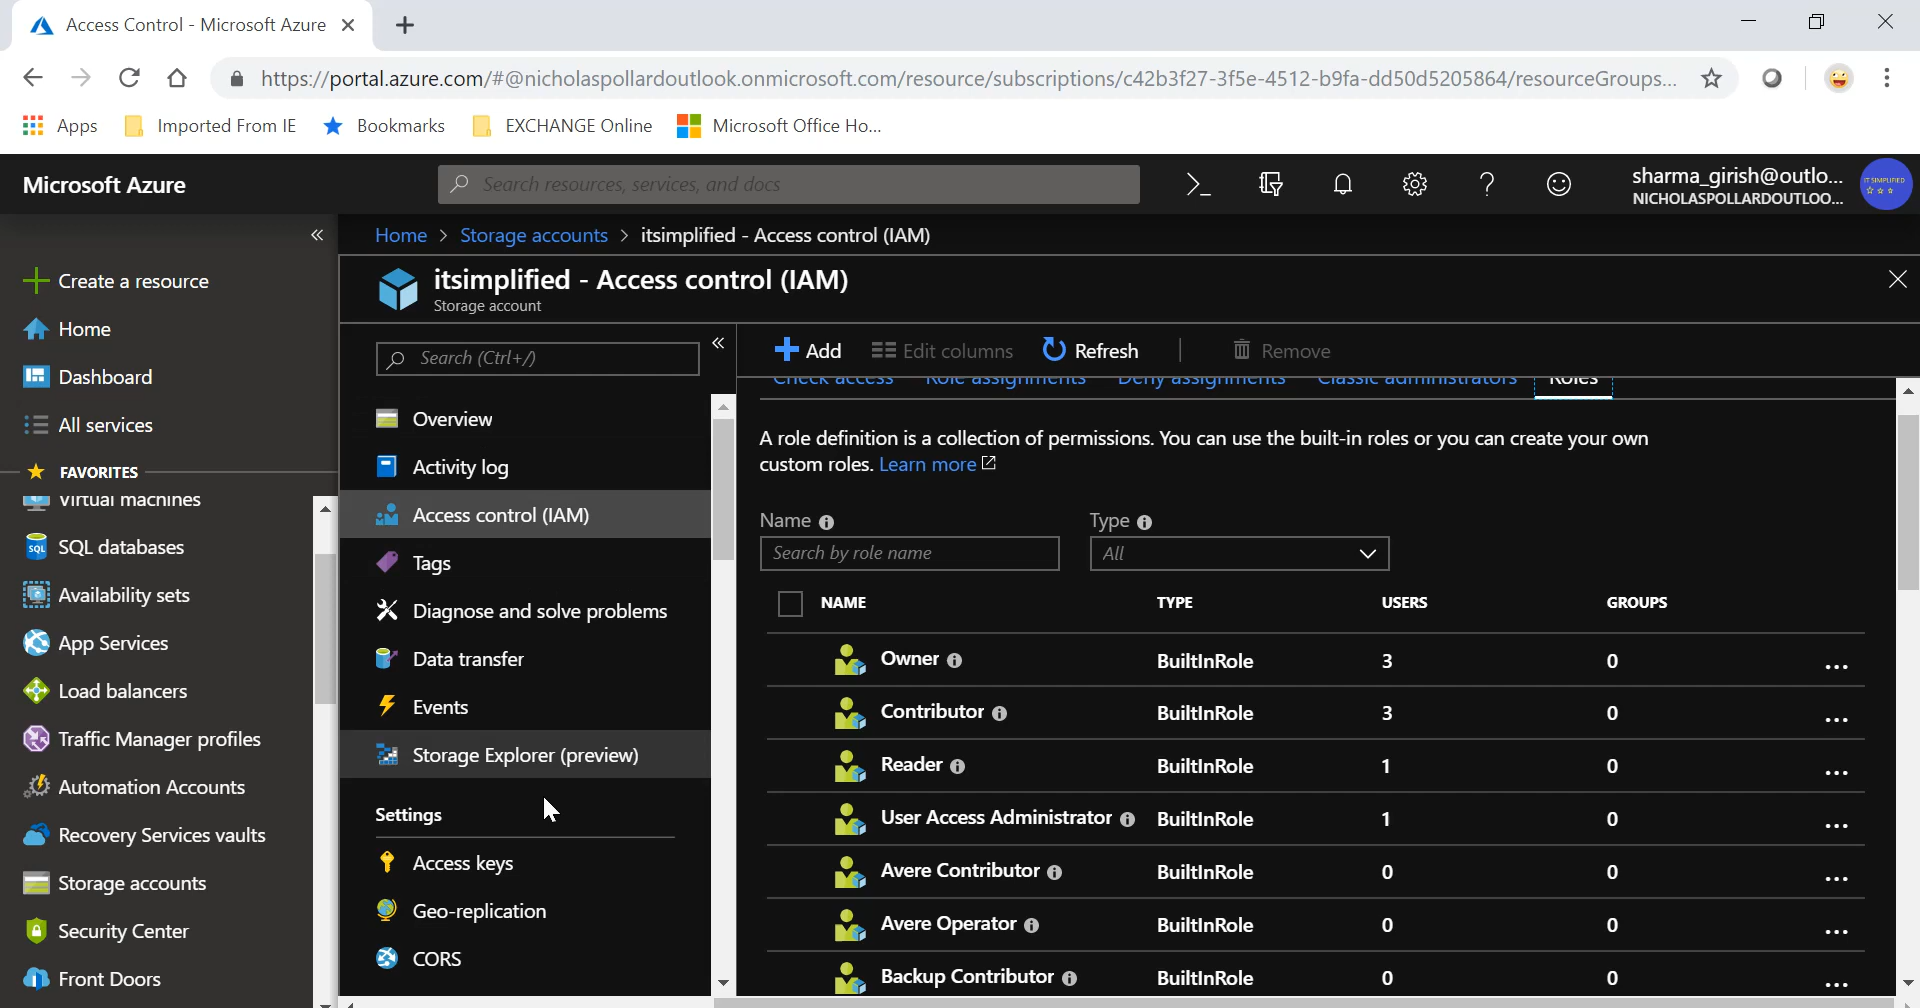 Access Control - Microsoft Azure
https://portal.azure.com/#@nicholaspollardoutlook.onmicrosoft.com/resource/subscriptions/c42b3f27-3f5e-4512-b9fa-dd50d5205864/resourceGroups...
Apps
Imported From IE
Bookmarks
EXCHANGE Online
Microsoft Office Ho...
Microsoft Azure
Search resources, services, and docs
sharma_girish@outlo...
NICHOLASPOLLARDOUTLOO...
IT SIMPLIFIED
Home > Storage accounts > itsimplified - Access control (IAM)
itsimplified - Access control (IAM)
Storage account
Create a resource
Home
Dashboard
All services
FAVORITES
Virtual machines
SQL databases
Availability sets
App Services
Load balancers
Traffic Manager profiles
Automation Accounts
Recovery Services vaults
Storage accounts
Security Center
Front Doors
Search (Ctrl+/)
Overview
Activity log
Access control (IAM)
Tags
Diagnose and solve problems
Data transfer
Events
Storage Explorer (preview)
Settings
Access keys
Geo-replication
CORS
Add Edit columns Refresh Remove
Check access Role assignments Deny assignments Classic administrators Roles
A role definition is a collection of permissions. You can use the built-in roles or you can create your own
custom roles. Learn more
Name Type
Search by role name All
NAME TYPE USERS GROUPS
Owner BuiltInRole 3 0 ...
Contributor BuiltInRole 3 0 ...
Reader BuiltInRole 1 0 ...
User Access Administrator BuiltInRole 1 0 ...
Avere Contributor BuiltInRole 0 0 ...
Avere Operator BuiltInRole 0 0 ...
Backup Contributor BuiltInRole 0 0 ...